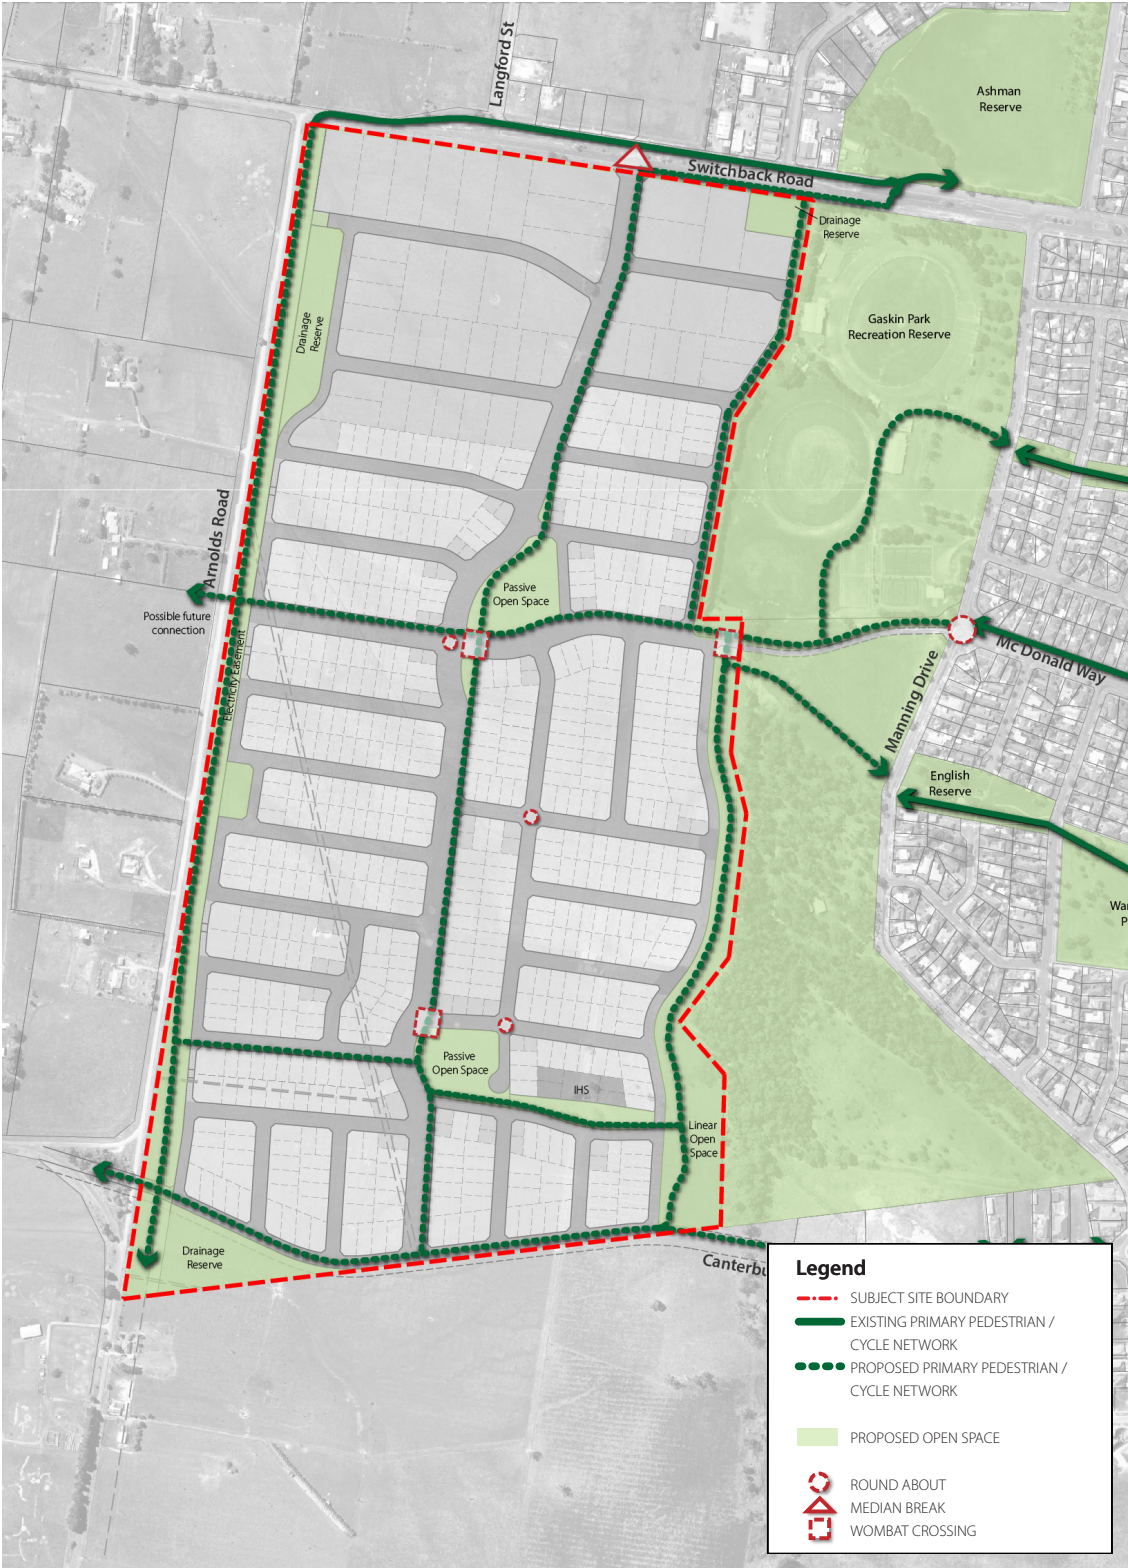 Langford St
Ashman
Reserve
Switchback Road
Drainage
Reserve
Gaskin Park
Recreation Reserve
Drainage
Reserve
Arnolds Road
Passive
Open Space
Possible future
connection
Mc Donald Way
Electricity Easement
Manning Drive
English
Reserve
Passive
Open Space
IHS
Linear
Open
Space
Drainage
Reserve
Legend
SUBJECT SITE BOUNDARY
EXISTING PRIMARY PEDESTRIAN /
CYCLE NETWORK
PROPOSED PRIMARY PEDESTRIAN /
CYCLE NETWORK
PROPOSED OPEN SPACE
ROUND ABOUT
MEDIAN BREAK
WOMBAT CROSSING